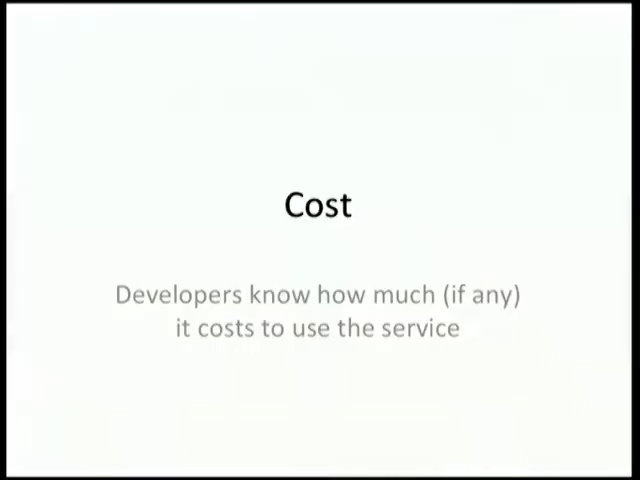 Cost
Developers know how much (if any)
it costs to use the service